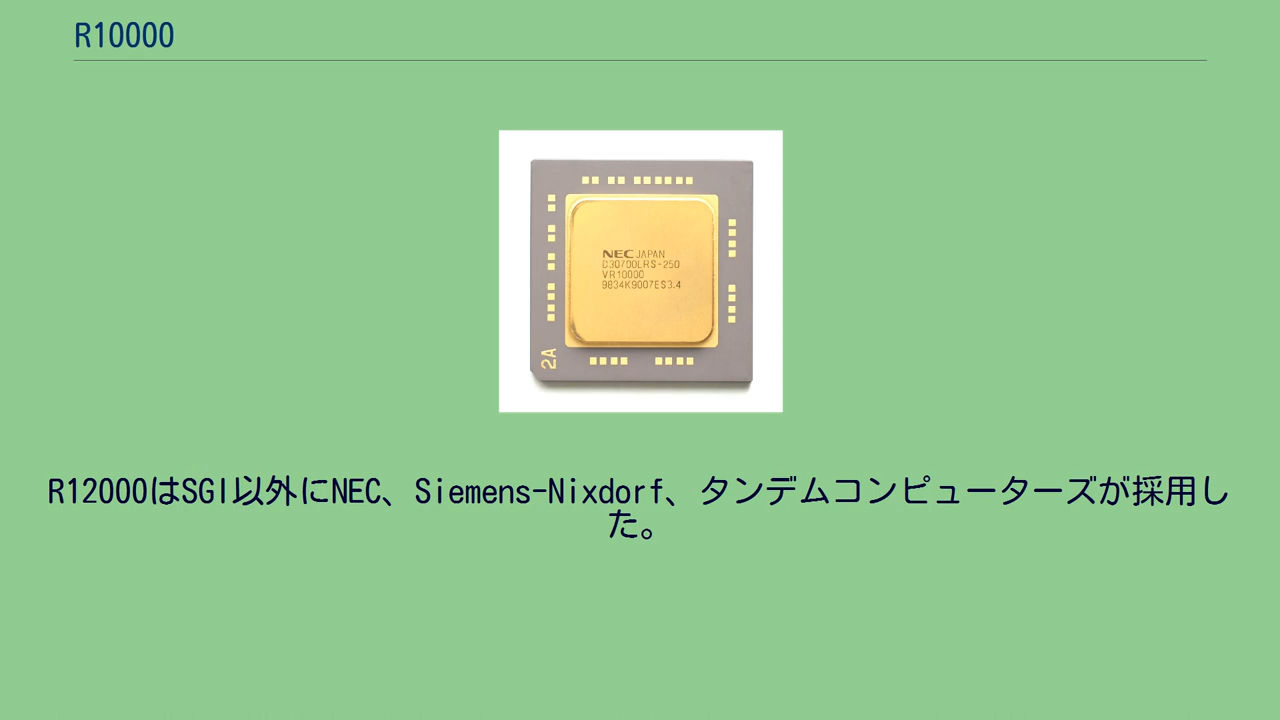 R10000
NEC JAPAN
D30700LRS-250
VR10000
9834K9007ES3.4
2A
R12000はSGI以外にNEC、Siemens-Nixdorf、タンデムコンピューターズが採用し
た。